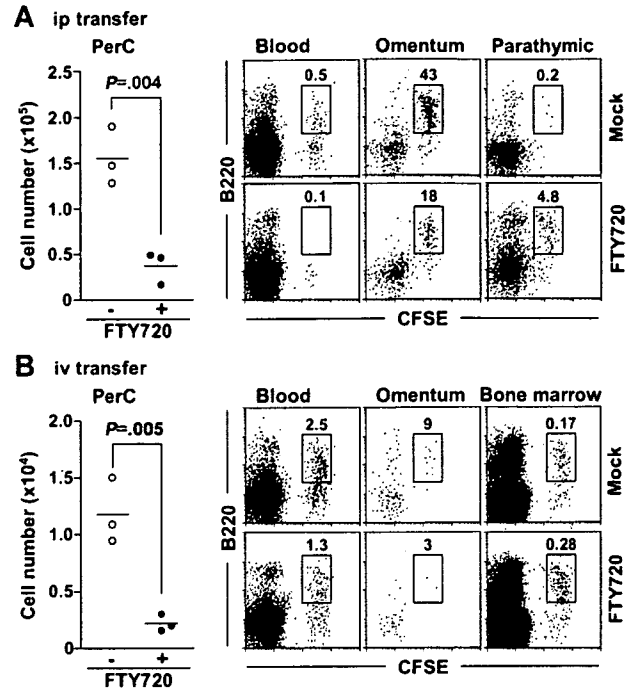 A ip transfer
PerC
Blood Omentum Parathymic
P=.004
Cell number (x10⁵)
2.5
2.0
1.5
1.0
0.5
0
- +
FTY720
0.5 43 0.2
Mock
B220
0.1 18 4.8
FTY720
CFSE
B iv transfer
PerC
Blood Omentum Bone marrow
P=.005
Cell number (x10⁴)
2.0
1.5
1.0
0.5
0
- +
FTY720
2.5 9 0.17
Mock
B220
1.3 3 0.28
FTY720
CFSE